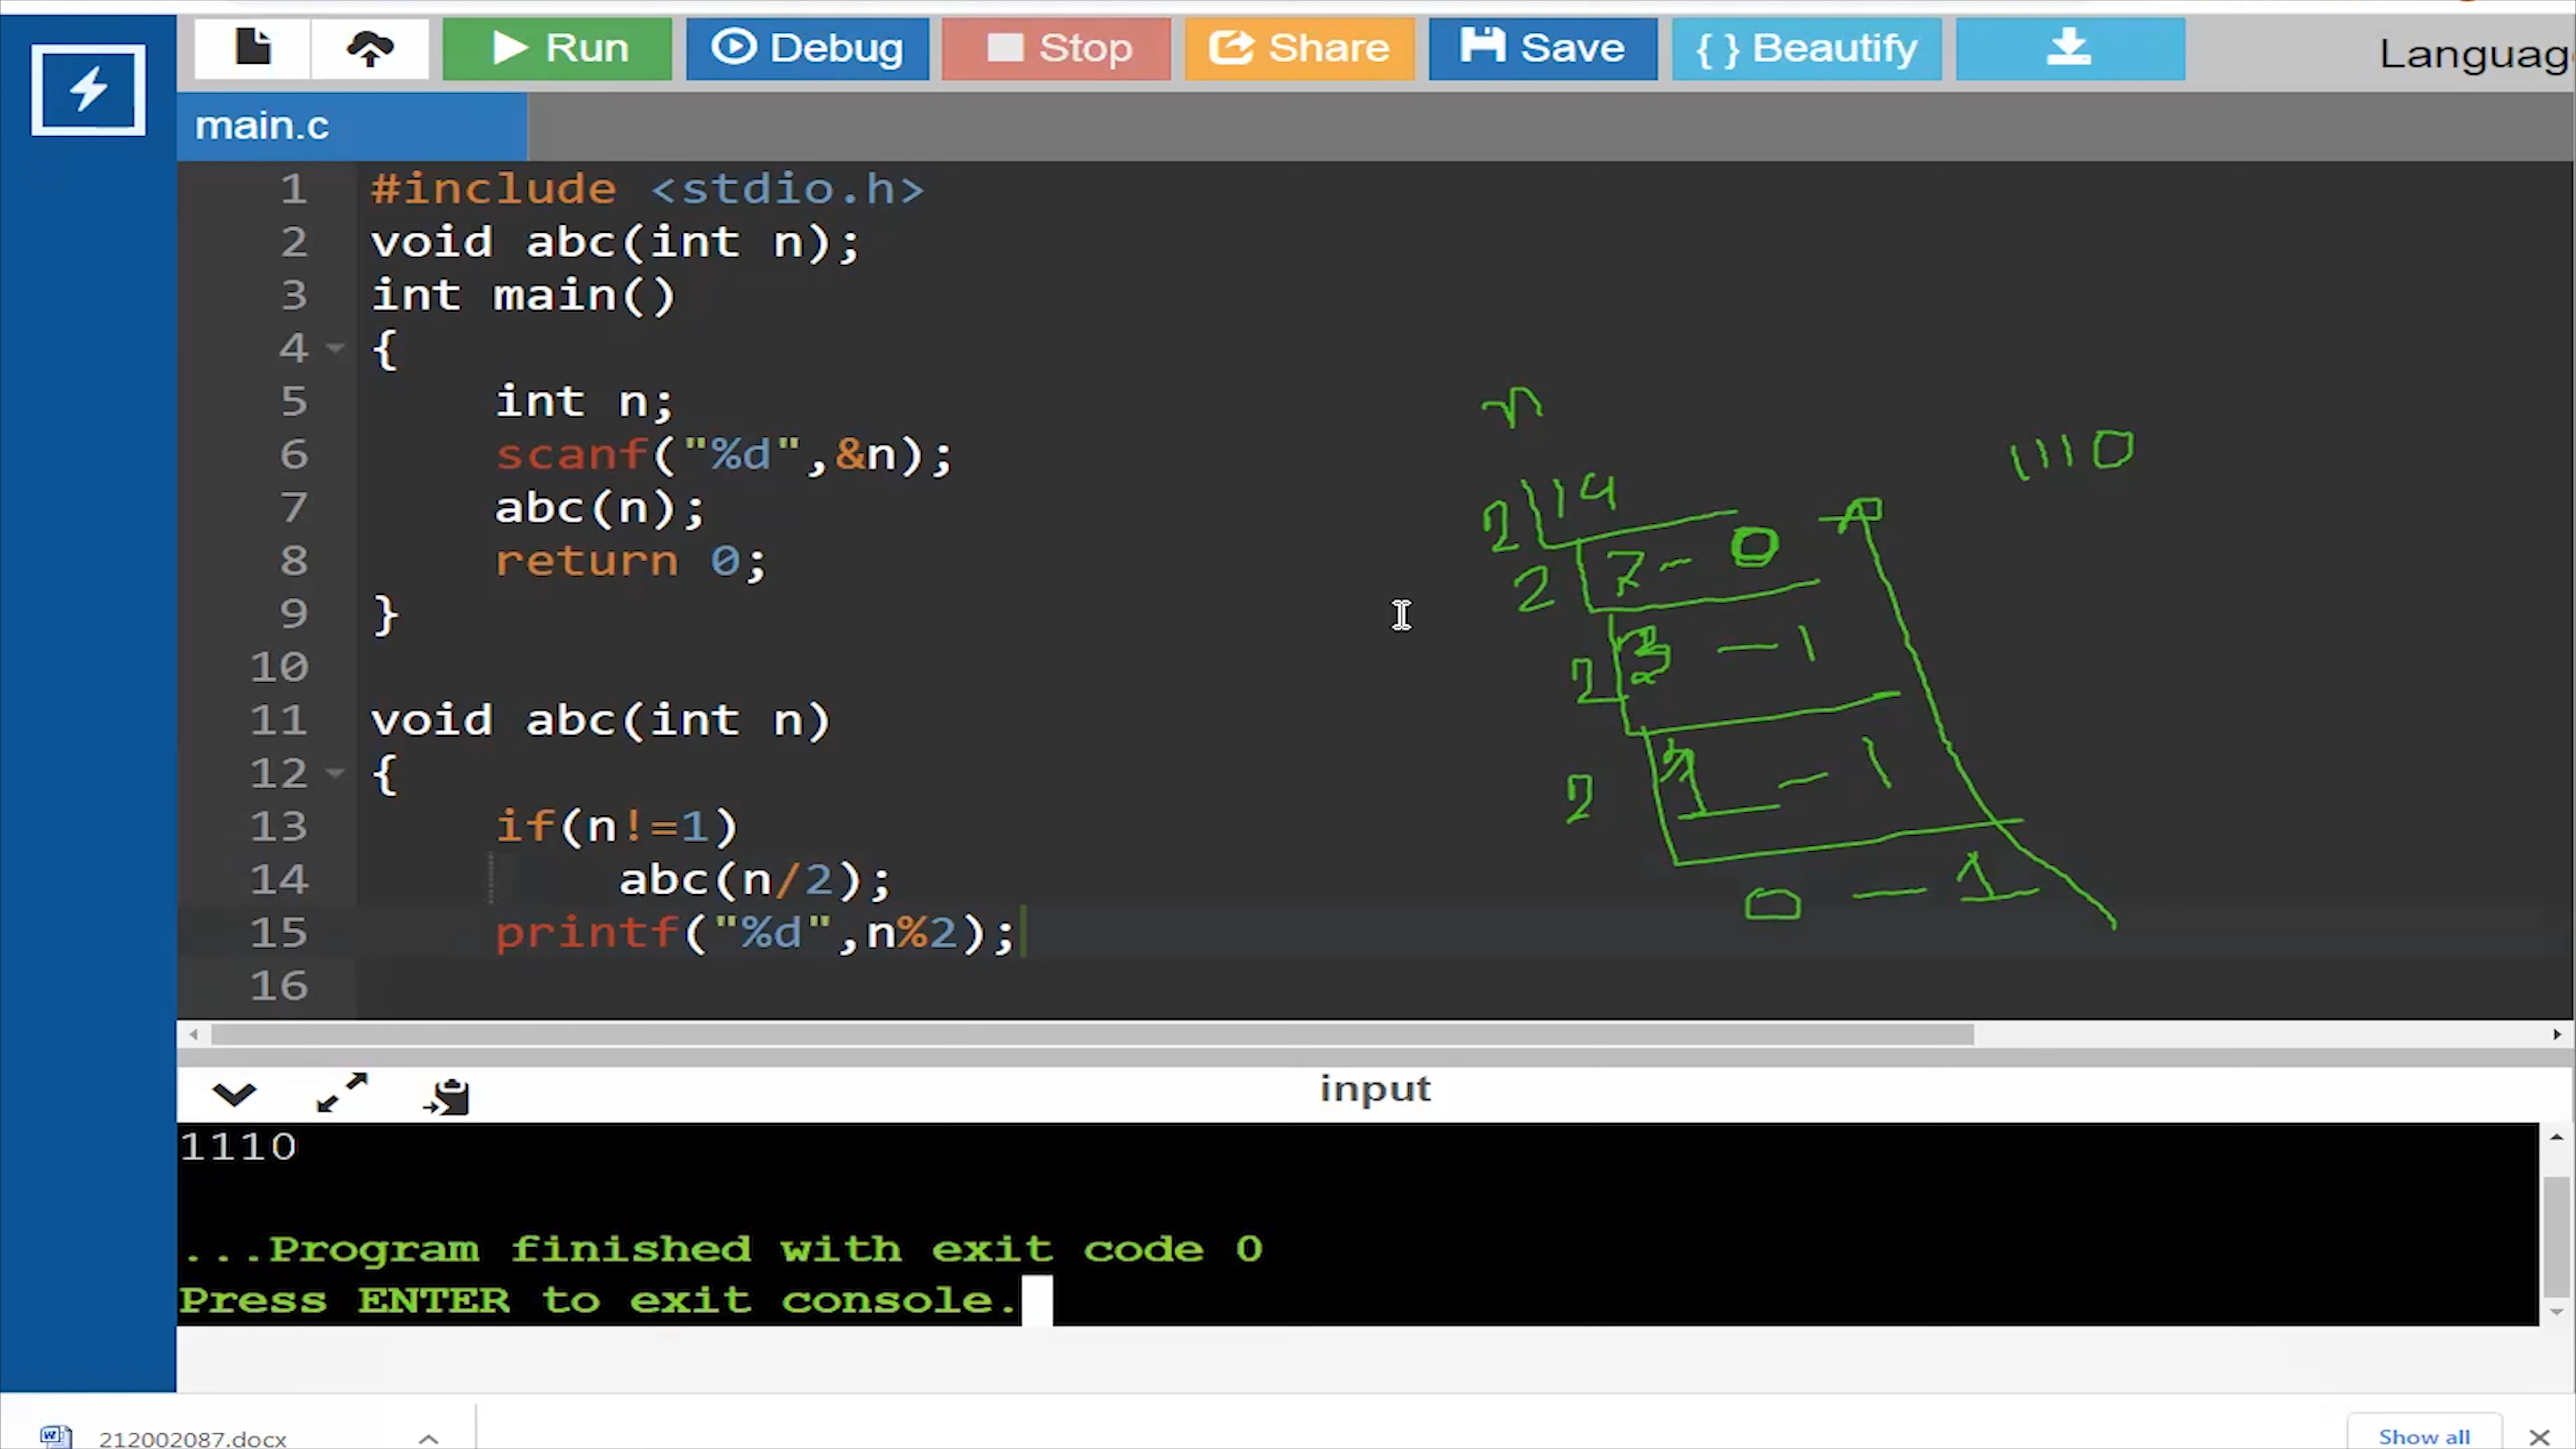 Run Debug Stop Share Save { } Beautify Languag
main.c
1 #include <stdio.h>
2 void abc(int n);
3 int main()
4 {
5 int n;
6 scanf("%d",&n);
7 abc(n);
8 return 0;
9 }
10
11 void abc(int n)
12 {
13 if(n!=1)
14 abc(n/2);
15 printf("%d",n%2);
16
n
1110
2 14
2 7 - 0
2 3 - 1
2 1 - 1
0 - 1
input
1110
...Program finished with exit code 0
Press ENTER to exit console.
212002087.docx
Show all